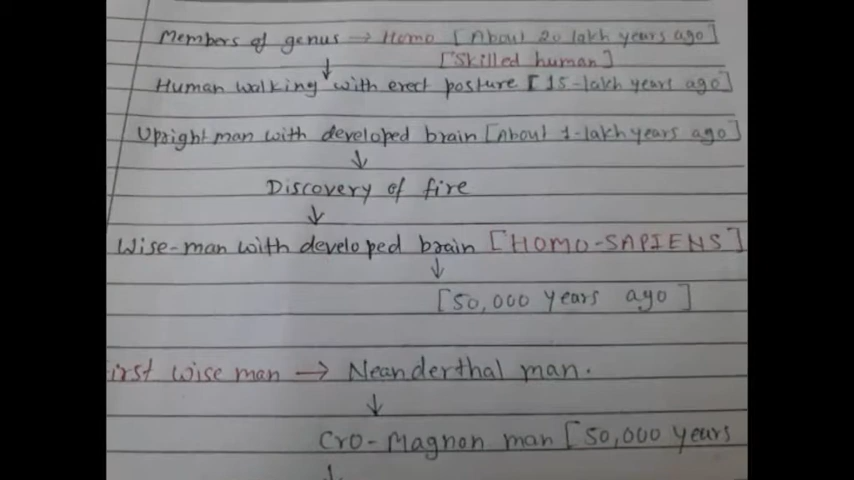 Members of genus → Homo [About 20 lakh years ago]
[Skilled human]
↓
Human walking with erect posture [15-lakh years ago]
Upright man with developed brain [About 1-lakh years ago]
↓
Discovery of fire
↓
Wise-man with developed brain [HOMO-SAPIENS]
↓
[50,000 years ago]
irst wise man → Neanderthal man.
↓
Cro-Magnon man [50,000 years
↓